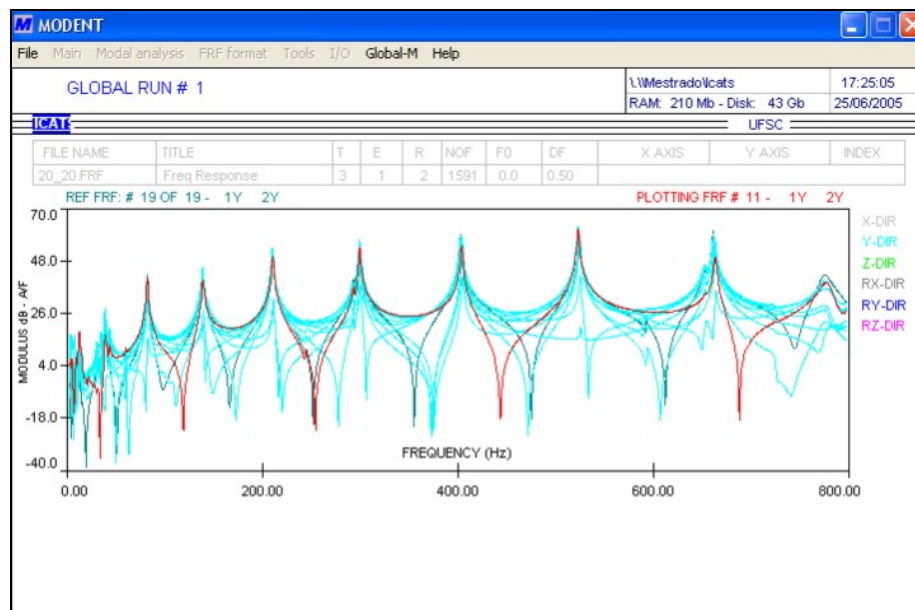 MODENT
File Main Modal analysis FRF format Tools I/O Global-M Help
GLOBAL RUN # 1
\.\\Mestrado\Icats 17:25:05
RAM: 210 Mb - Disk: 43 Gb 25/06/2005
ICATS UFSC
FILE NAME TITLE T E R NOF F0 DF X AXIS Y AXIS INDEX
20_20.FRF Freq Response 3 1 2 1591 0.0 0.50
REF FRF: # 19 OF 19 - 1Y 2Y PLOTTING FRF # 11 - 1Y 2Y
70.0
48.0
26.0
4.0
-18.0
-40.0
MODULUS dB - A/F
X-DIR
Y-DIR
Z-DIR
RX-DIR
RY-DIR
RZ-DIR
FREQUENCY (Hz)
0.00 200.00 400.00 600.00 800.00